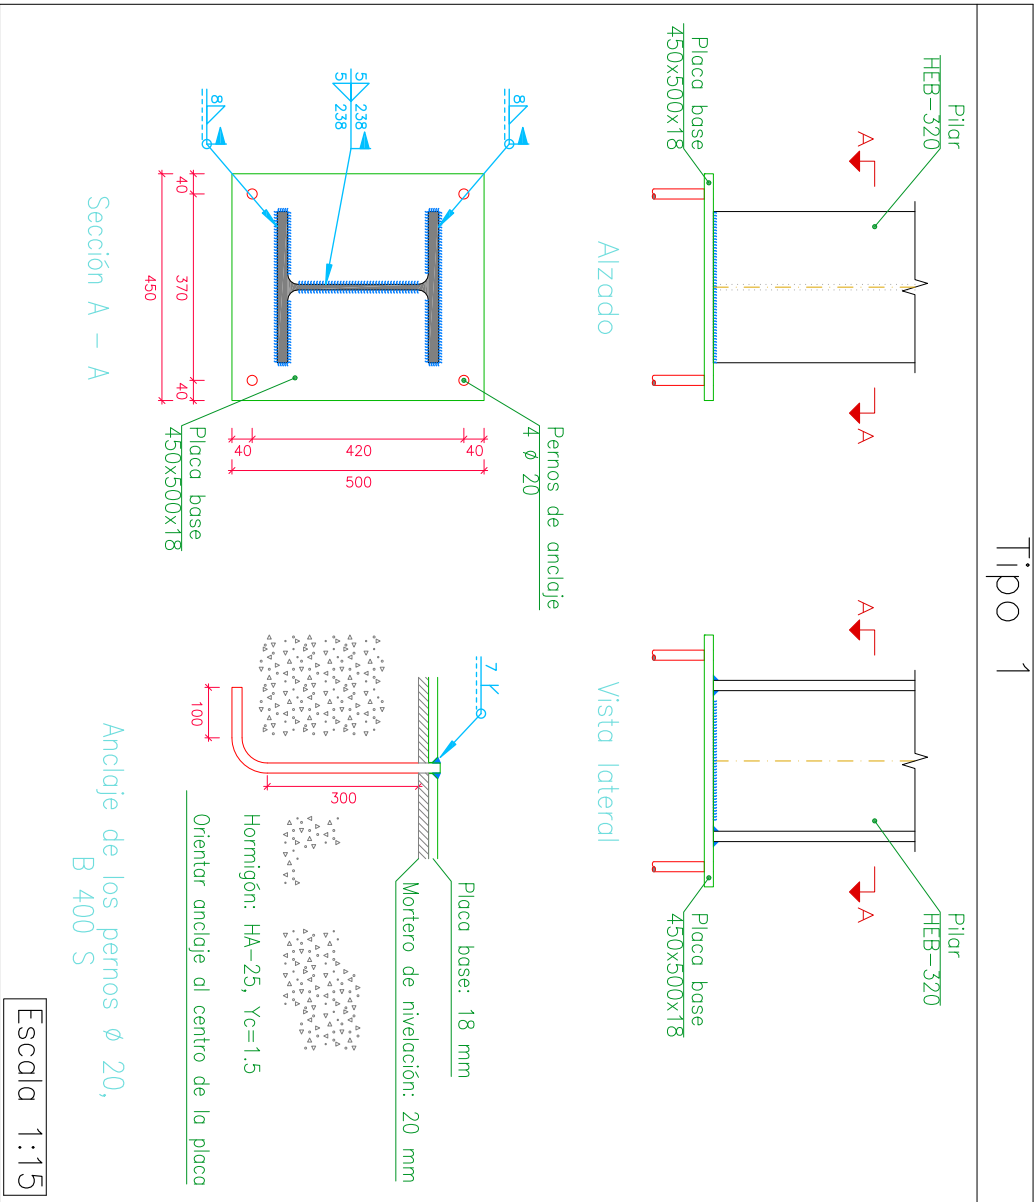 Tipo 1
Pilar
HEB-320
A
A
Placa base
450x500x18
Alzado
Pilar
HEB-320
A
A
Placa base
450x500x18
Vista lateral
Pernos de anclaje
4 ø 20
8
5
238
5
238
8
40
420
40
500
40
370
40
450
Placa base
450x500x18
Sección A - A
7
Placa base: 18 mm
Mortero de nivelación: 20 mm
300
100
Hormigón: HA-25, Yc=1.5
Orientar anclaje al centro de la placa
Anclaje de los pernos ø 20,
B 400 S
Escala 1:15